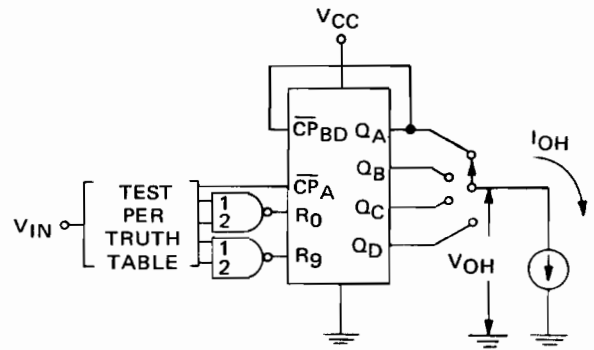 VCC
CPBD
QA
IOH
QB
CPA
TEST
1
VIN
PER
2
R0
QC
TRUTH
1
TABLE
2
R9
QD
VOH